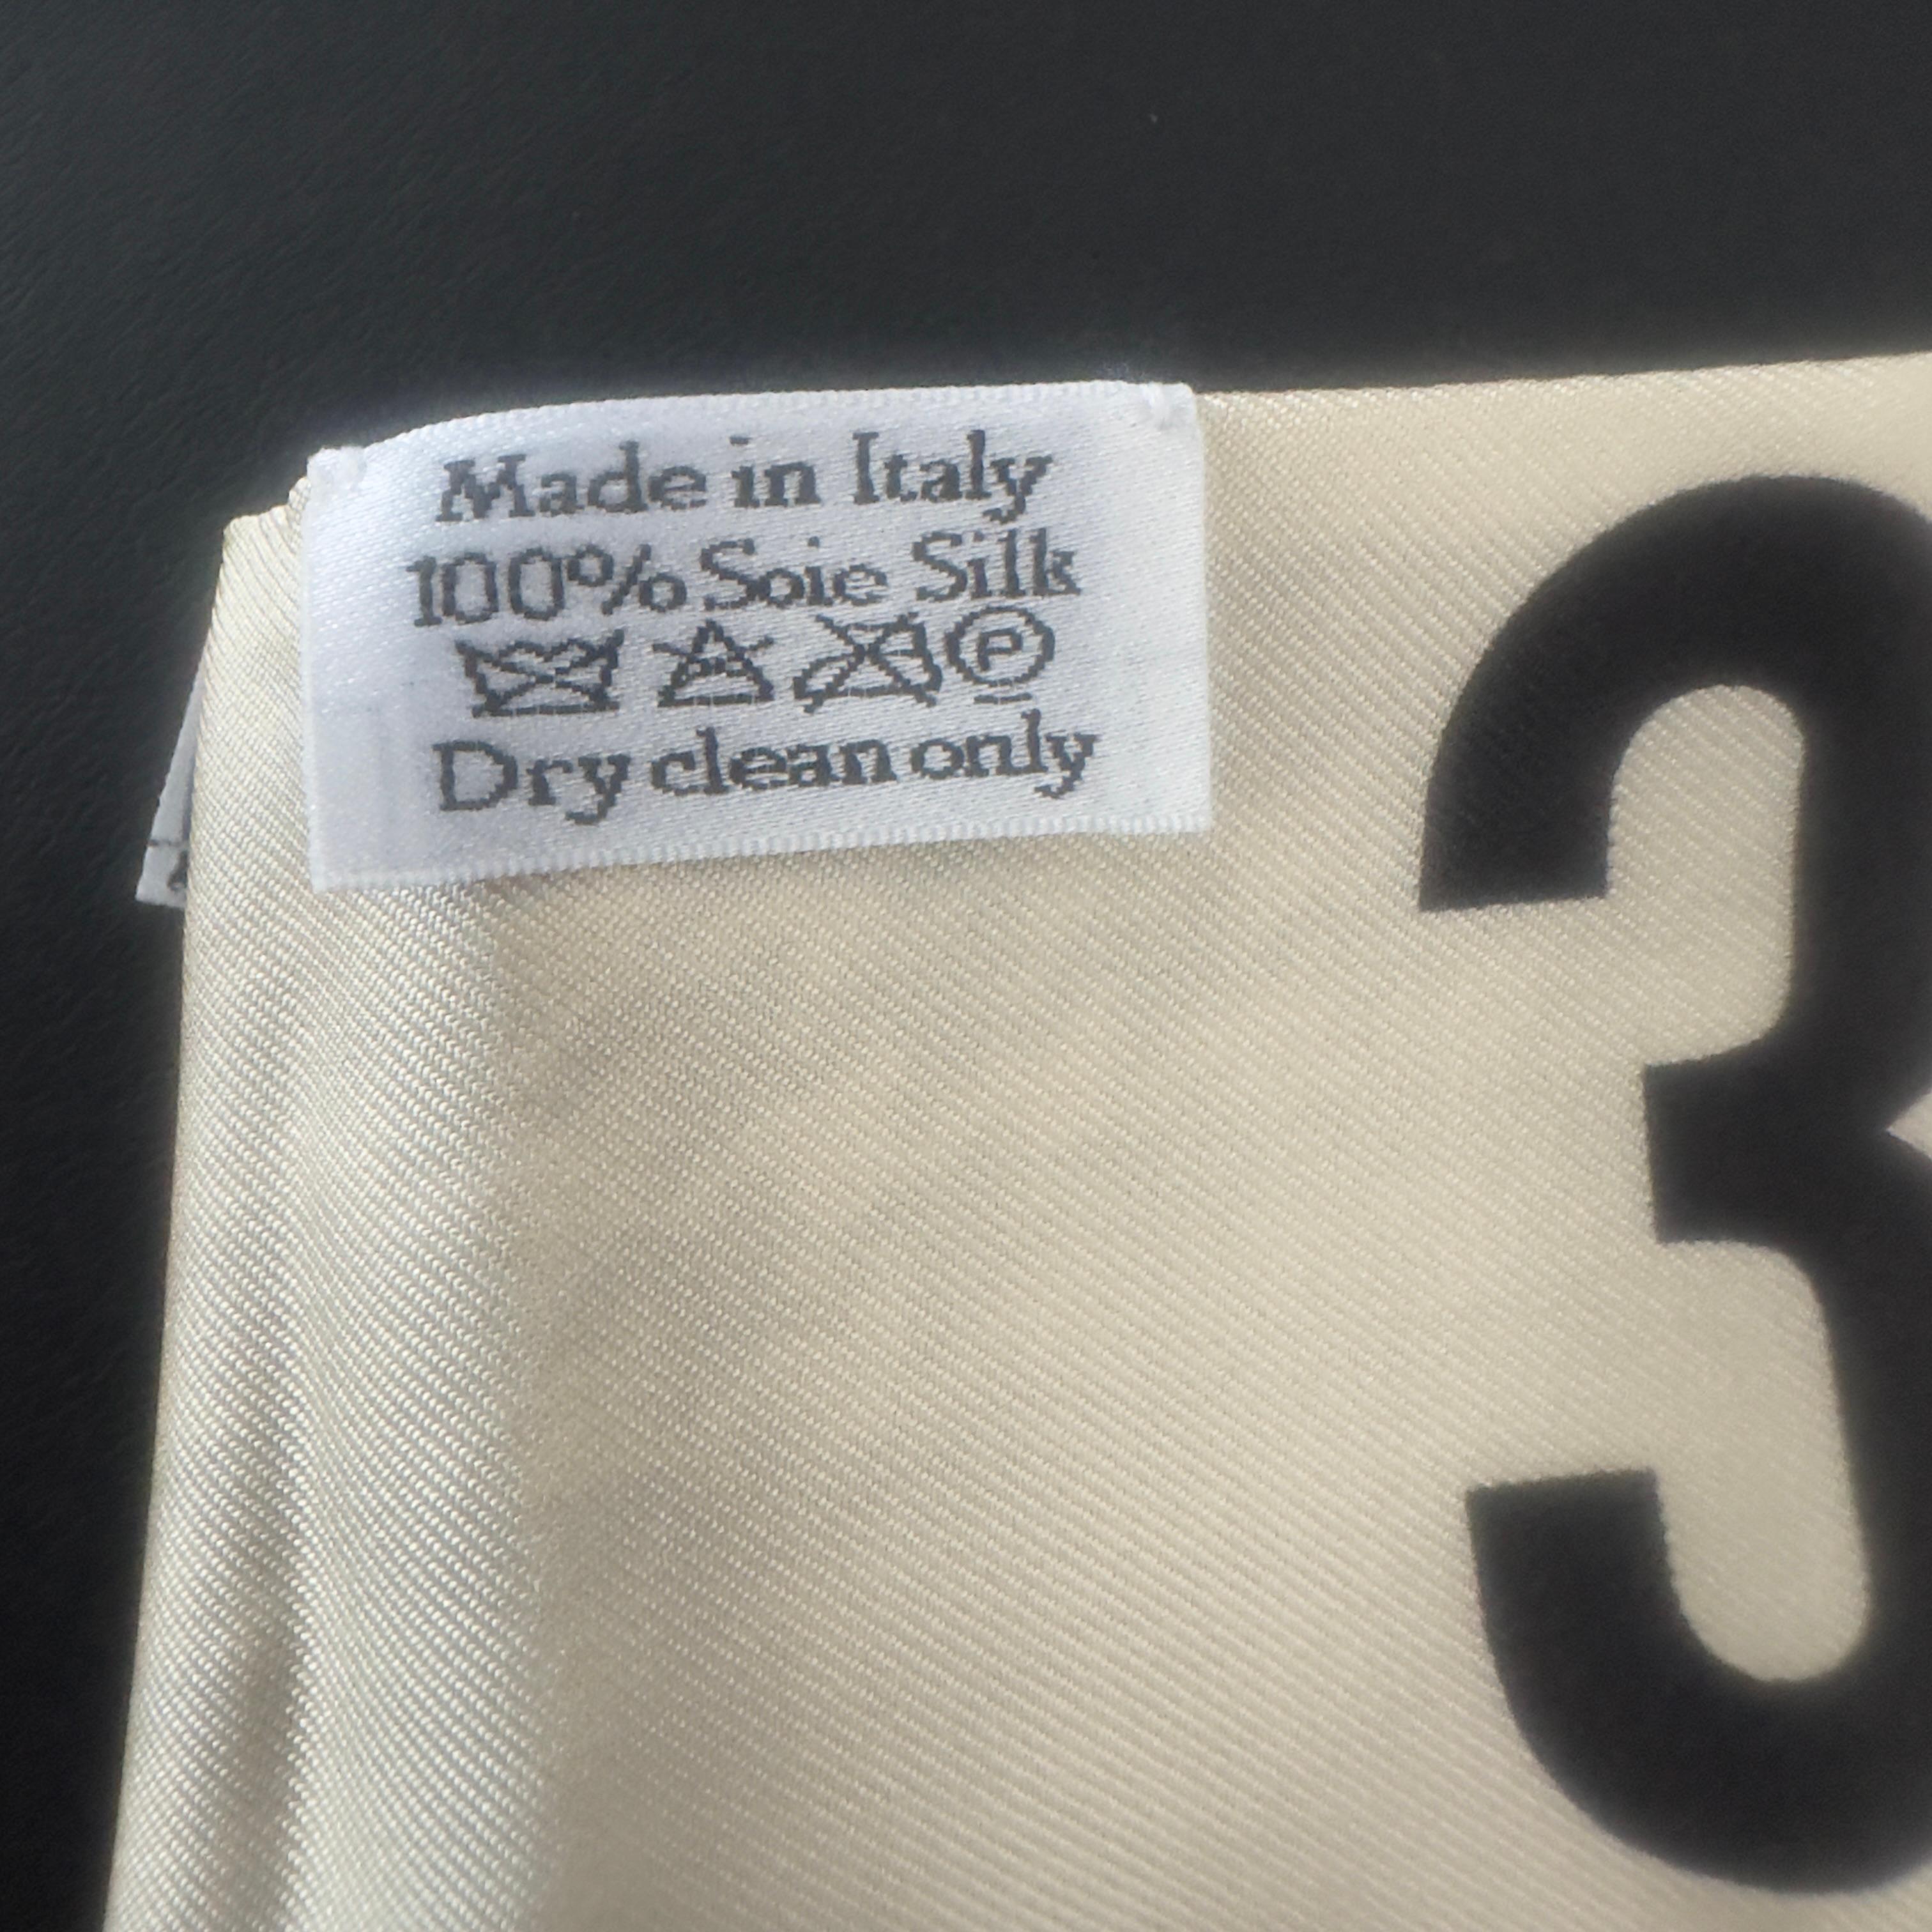 Made in Italy
100% Soie Silk
P
Dry clean only
3